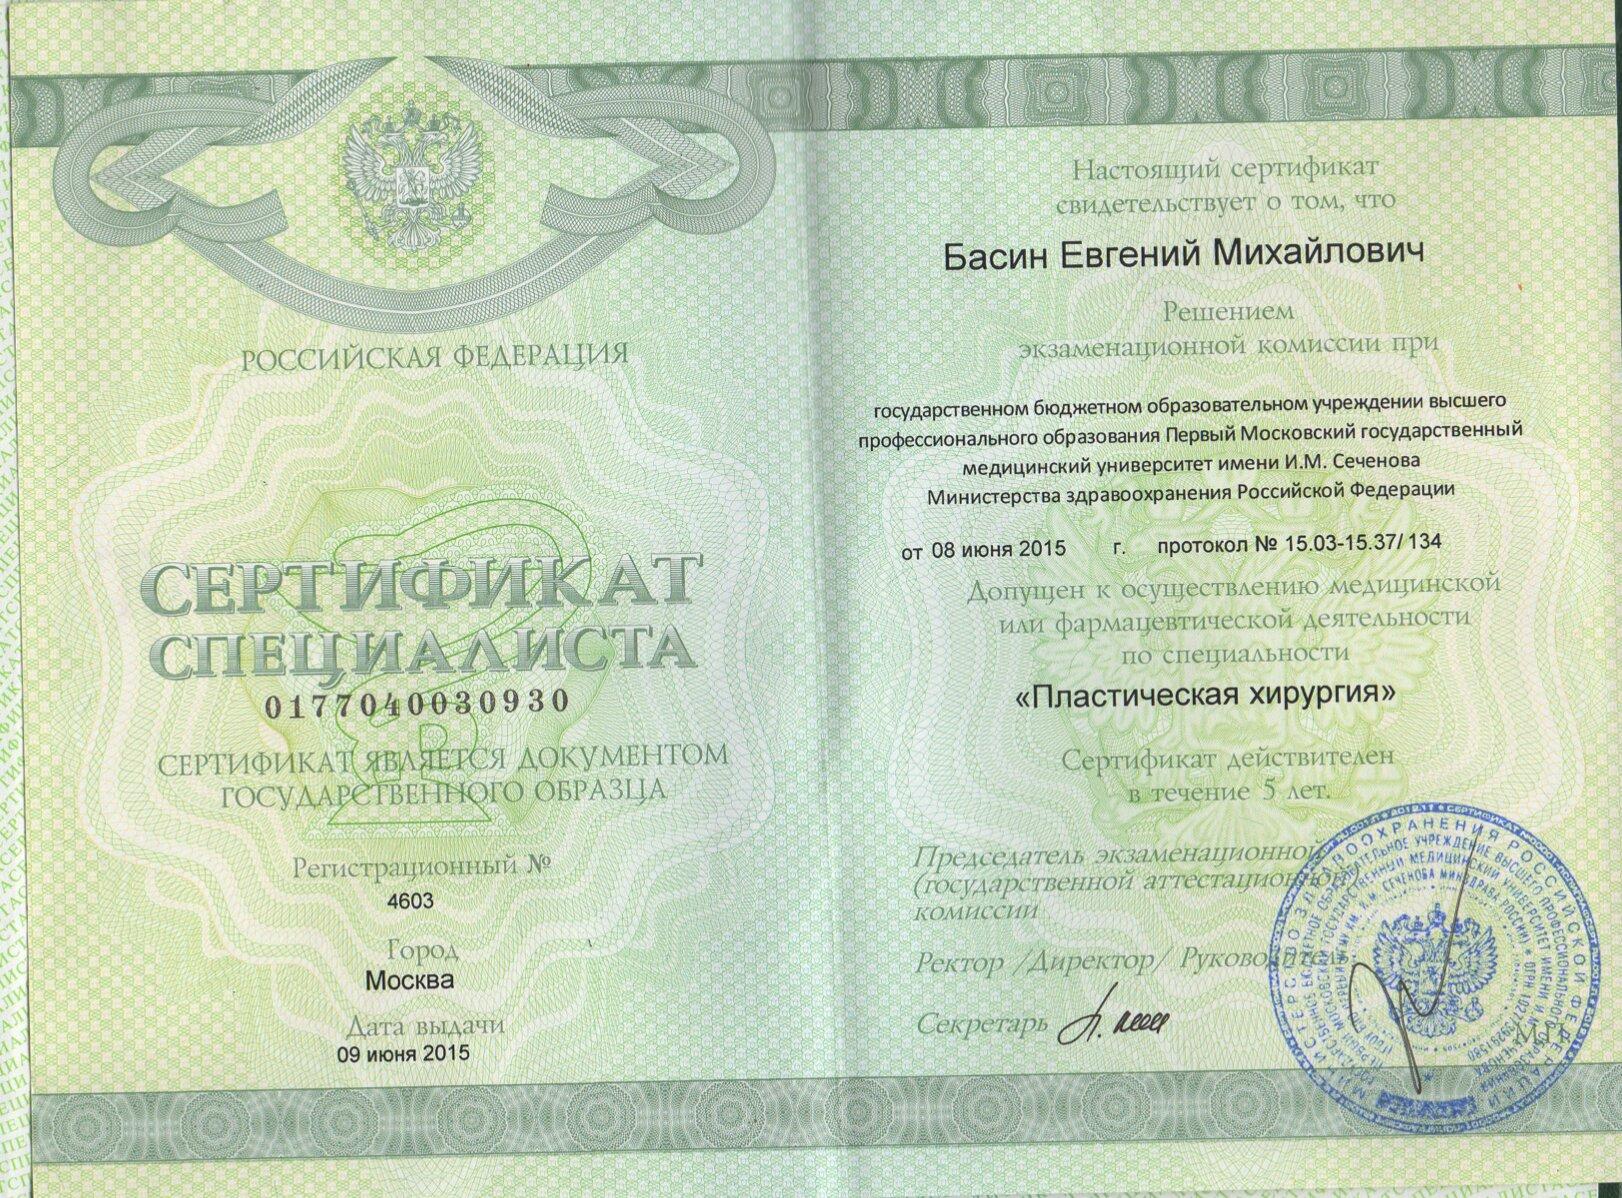 РОССИЙСКАЯ ФЕДЕРАЦИЯ
СЕРТИФИКАТ
СПЕЦИАЛИСТА
0177040030930
СЕРТИФИКАТ ЯВЛЯЕТСЯ ДОКУМЕНТОМ
ГОСУДАРСТВЕННОГО ОБРАЗЦА
Регистрационный №
4603
Город
Москва
Дата выдачи
09 июня 2015
Настоящий сертификат
свидетельствует о том, что
Басин Евгений Михайлович
Решением
экзаменационной комиссии при
государственном бюджетном образовательном учреждении высшего
профессионального образования Первый Московский государственный
медицинский университет имени И.М. Сеченова
Министерства здравоохранения Российской Федерации
от 08 июня 2015 г. протокол № 15.03-15.37/ 134
Допущен к осуществлению медицинской
или фармацевтической деятельности
по специальности
«Пластическая хирургия»
Сертификат действителен
в течение 5 лет.
Председатель экзаменационной
(государственной аттестационной)
комиссии
Ректор /Директор/ Руководитель
Секретарь
М.П.
МИНИСТЕРСТВО ЗДРАВООХРАНЕНИЯ РОССИЙСКОЙ ФЕДЕРАЦИИ